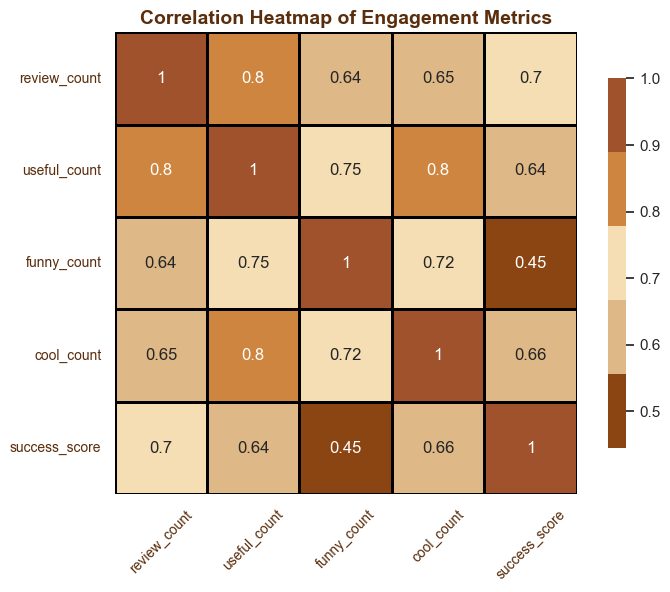 Correlation Heatmap of Engagement Metrics
review_count 1 0.8 0.64 0.65 0.7
useful_count 0.8 1 0.75 0.8 0.64
funny_count 0.64 0.75 1 0.72 0.45
cool_count 0.65 0.8 0.72 1 0.66
success_score 0.7 0.64 0.45 0.66 1
review_count useful_count funny_count cool_count success_score
1.0
0.9
0.8
0.7
0.6
0.5